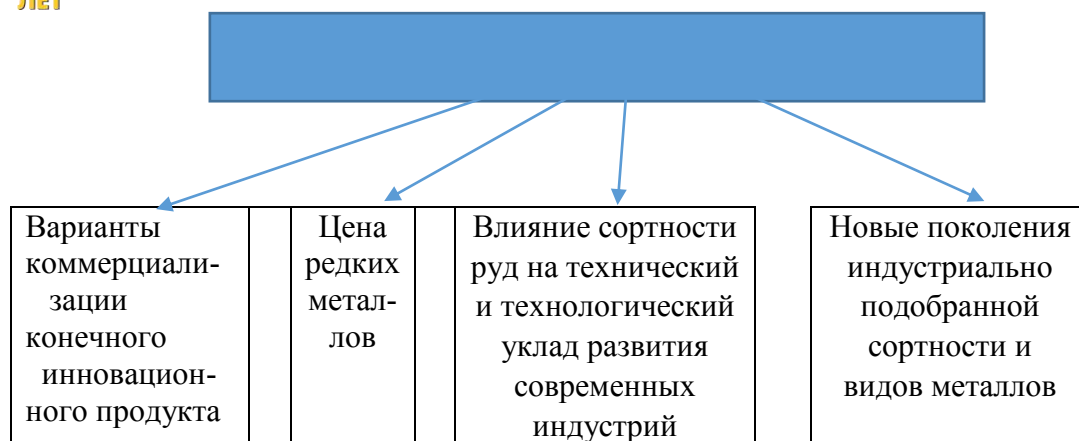 ЛЕТ
Варианты
коммерциали-
зации
конечного
инновацион-
ного продукта
Цена
редких
метал-
лов
Влияние сортности
руд на технический
и технологический
уклад развития
современных
индустрий
Новые поколения
индустриально
подобранной
сортности и
видов металлов